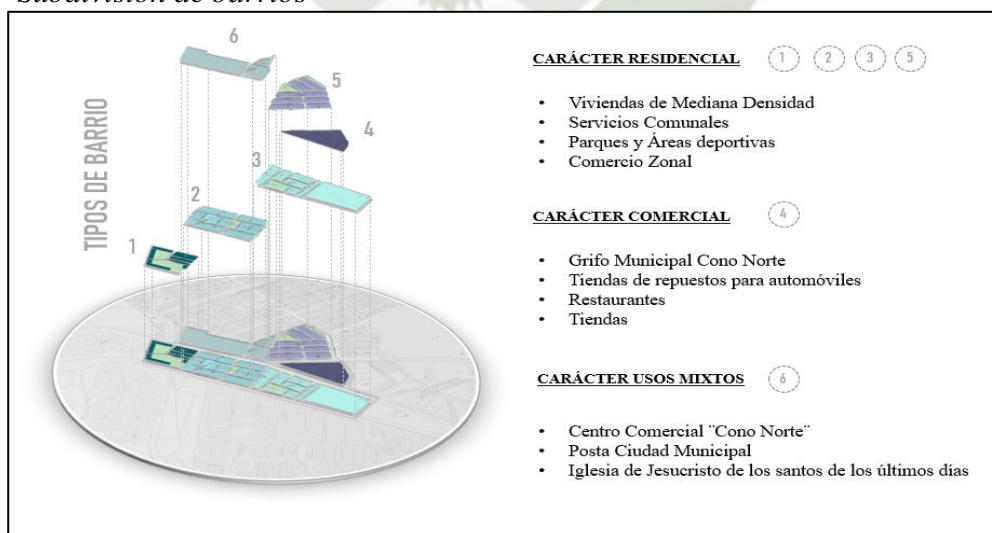 Subdivisión de barrios
TIPOS DE BARRIO
6
5
4
3
2
1
CARÁCTER RESIDENCIAL 1 2 3 5
• Viviendas de Mediana Densidad
• Servicios Comunales
• Parques y Áreas deportivas
• Comercio Zonal
CARÁCTER COMERCIAL 4
• Grifo Municipal Cono Norte
• Tiendas de repuestos para automóviles
• Restaurantes
• Tiendas
CARÁCTER USOS MIXTOS 6
• Centro Comercial ¨Cono Norte¨
• Posta Ciudad Municipal
• Iglesia de Jesucristo de los santos de los últimos días